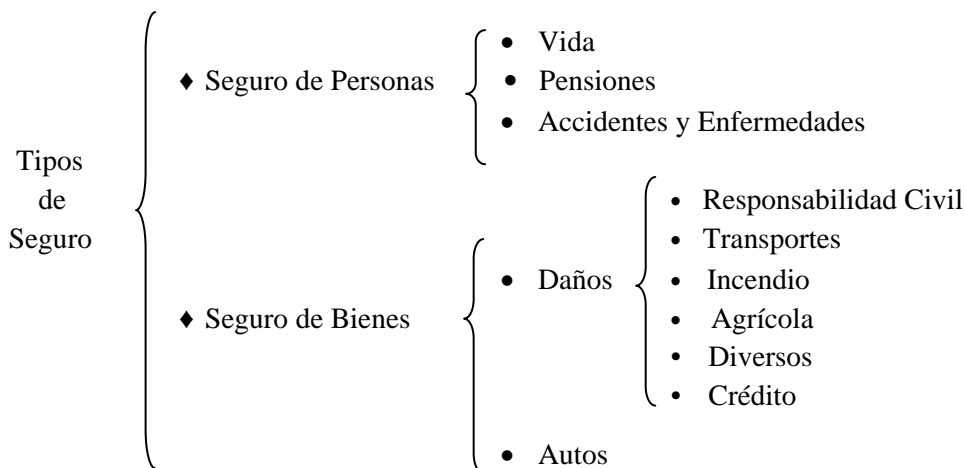 Tipos
de
Seguro
♦ Seguro de Personas
• Vida
• Pensiones
• Accidentes y Enfermedades
♦ Seguro de Bienes
• Daños
• Responsabilidad Civil
• Transportes
• Incendio
• Agrícola
• Diversos
• Crédito
• Autos